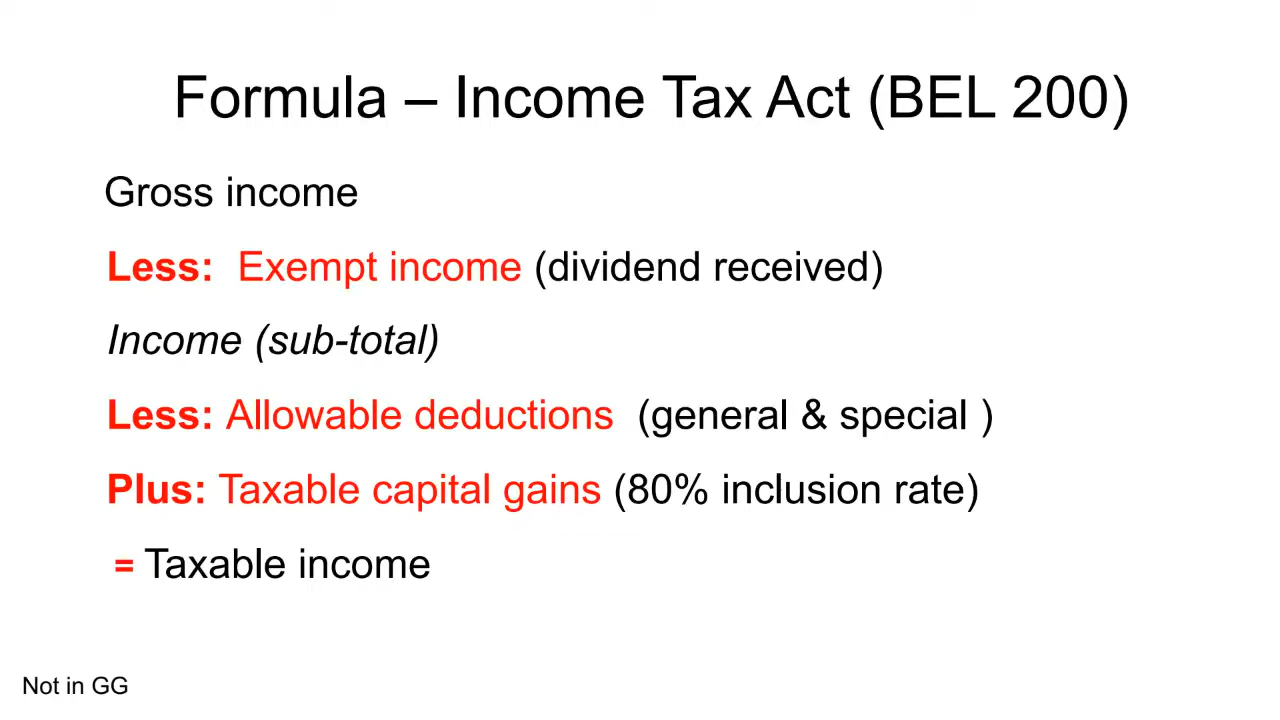 Formula – Income Tax Act (BEL 200)
Gross income
Less: Exempt income (dividend received)
Income (sub-total)
Less: Allowable deductions (general & special )
Plus: Taxable capital gains (80% inclusion rate)
= Taxable income
Not in GG